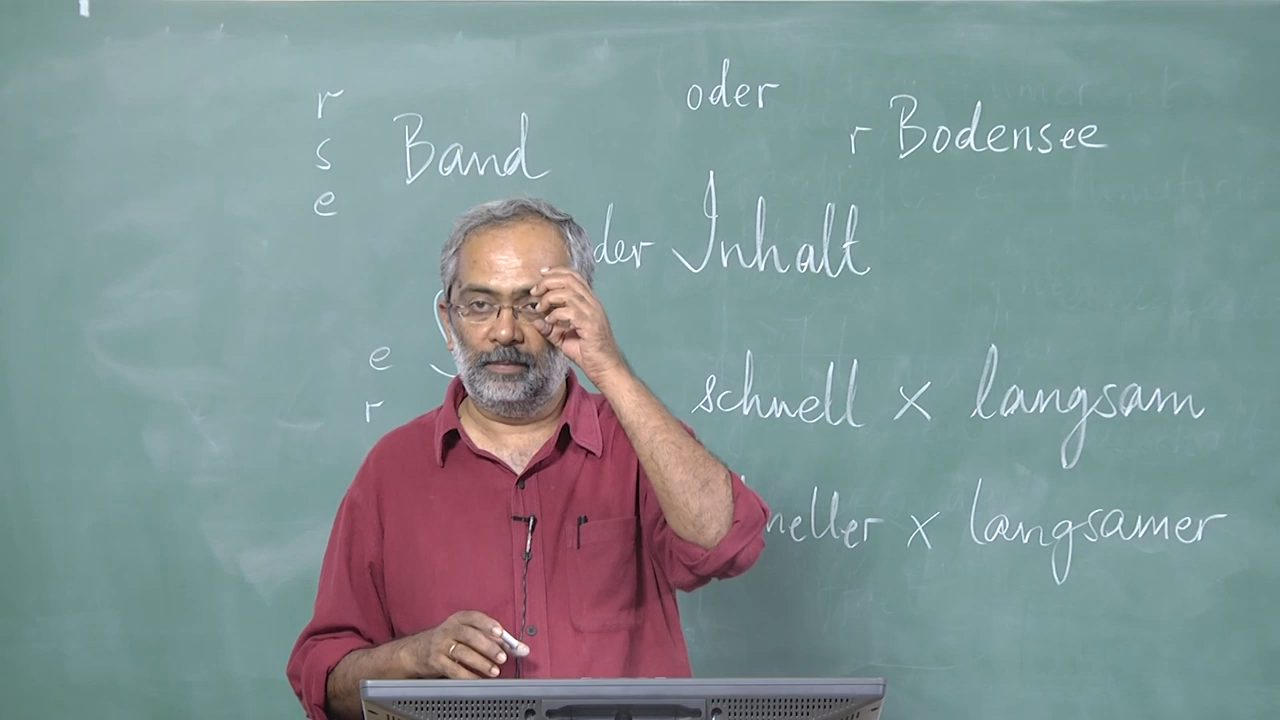 oder
r
s Band
e
r Bodensee
der Inhalt
e
r
schnell x langsam
neller x langsamer